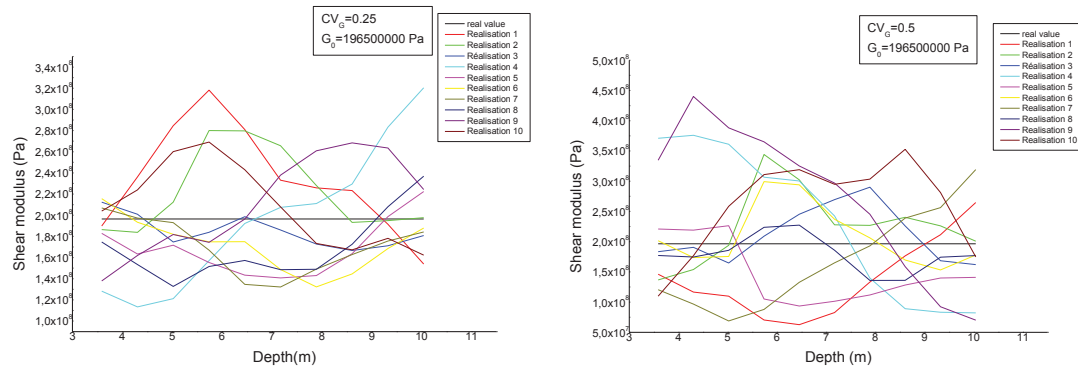 CV_G=0.25
G_0=196500000 Pa
real value
Realisation 1
Realisation 2
Realisation 3
Realisation 4
Realisation 5
Realisation 6
Realisation 7
Realisation 8
Realisation 9
Realisation 10
3,4x10^8
3,2x10^8
3,0x10^8
2,8x10^8
2,6x10^8
2,4x10^8
2,2x10^8
2,0x10^8
1,8x10^8
1,6x10^8
1,4x10^8
1,2x10^8
1,0x10^8
Shear modulus (Pa)
3 4 5 6 7 8 9 10 11
Depth(m)
CV_G=0.5
G_0=196500000 Pa
real value
Realisation 1
Realisation 2
Réalisation 3
Realisation 4
Realisation 5
Realisation 6
Realisation 7
Realisation 8
Realisation 9
Realisation 10
5,0x10^8
4,5x10^8
4,0x10^8
3,5x10^8
3,0x10^8
2,5x10^8
2,0x10^8
1,5x10^8
1,0x10^8
5,0x10^7
Shear modulus (Pa)
3 4 5 6 7 8 9 10 11
Depth (m)